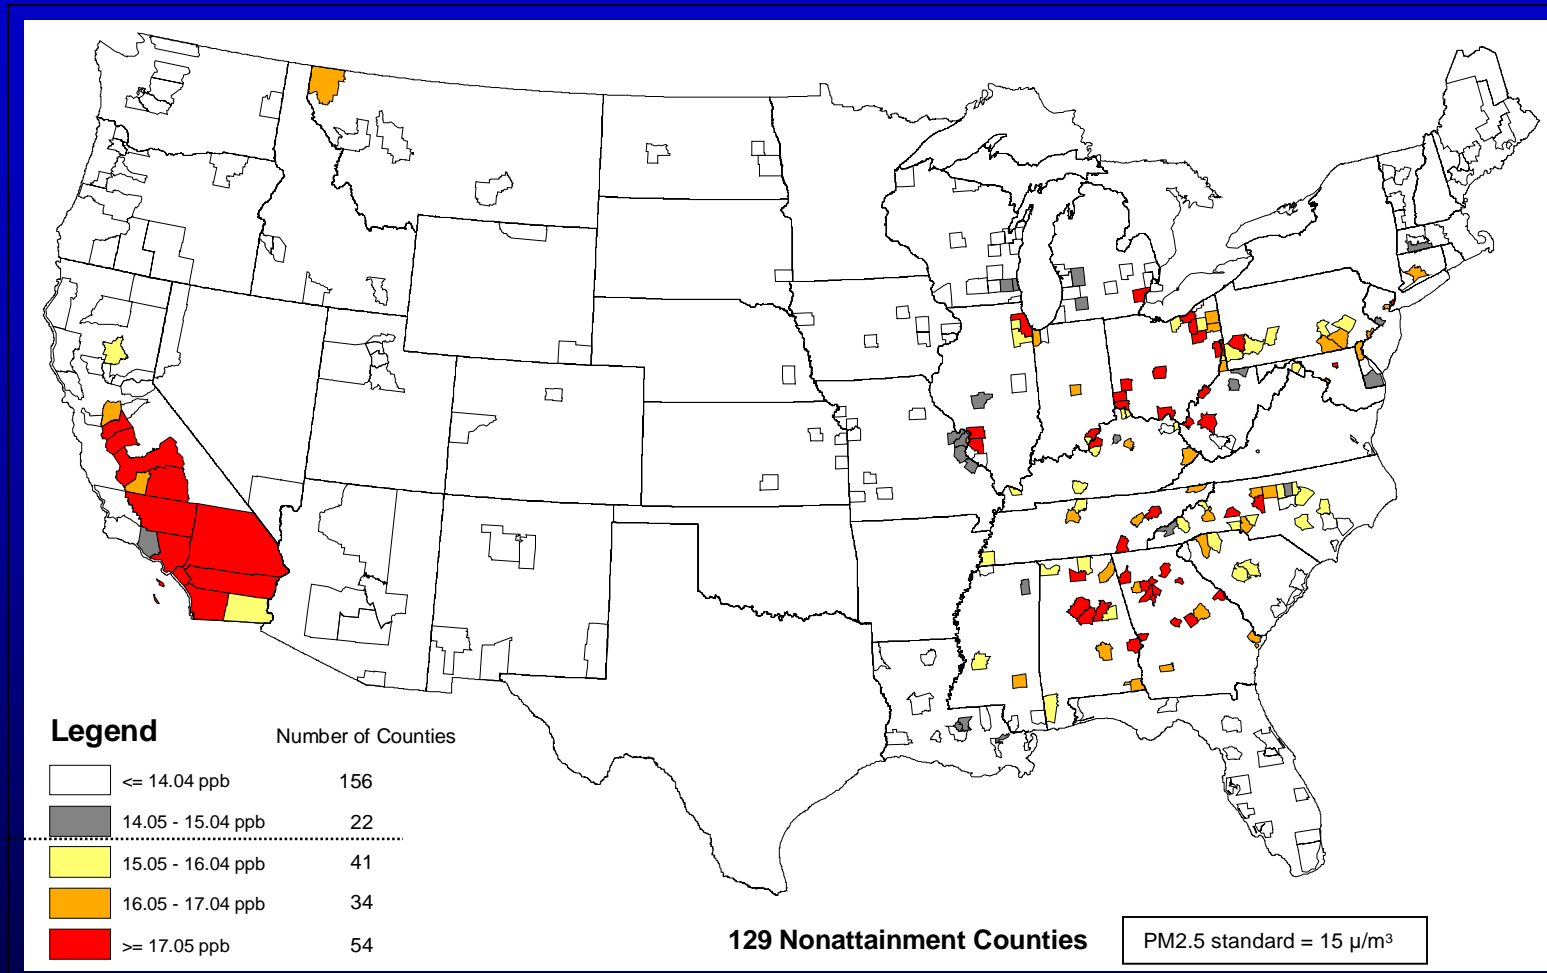 Legend
Number of Counties
<= 14.04 ppb 156
14.05 - 15.04 ppb 22
15.05 - 16.04 ppb 41
16.05 - 17.04 ppb 34
>= 17.05 ppb 54
129 Nonattainment Counties
PM2.5 standard = 15 µ/m³